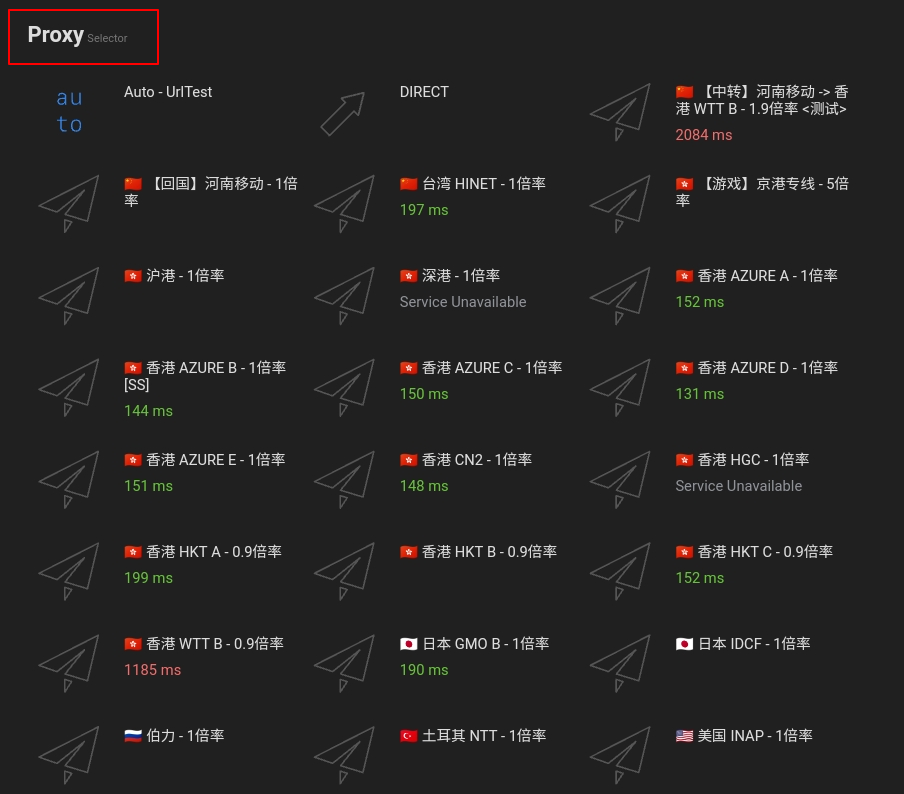 Proxy Selector
au
to
Auto - UrlTest
DIRECT
【中转】河南移动 -> 香
港 WTT B - 1.9倍率 <测试>
2084 ms
【回国】河南移动 - 1倍
率
台湾 HINET - 1倍率
197 ms
【游戏】京港专线 - 5倍
率
沪港 - 1倍率
深港 - 1倍率
Service Unavailable
香港 AZURE A - 1倍率
152 ms
香港 AZURE B - 1倍率
[SS]
144 ms
香港 AZURE C - 1倍率
150 ms
香港 AZURE D - 1倍率
131 ms
香港 AZURE E - 1倍率
151 ms
香港 CN2 - 1倍率
148 ms
香港 HGC - 1倍率
Service Unavailable
香港 HKT A - 0.9倍率
199 ms
香港 HKT B - 0.9倍率
香港 HKT C - 0.9倍率
152 ms
香港 WTT B - 0.9倍率
1185 ms
日本 GMO B - 1倍率
190 ms
日本 IDCF - 1倍率
伯力 - 1倍率
土耳其 NTT - 1倍率
美国 INAP - 1倍率